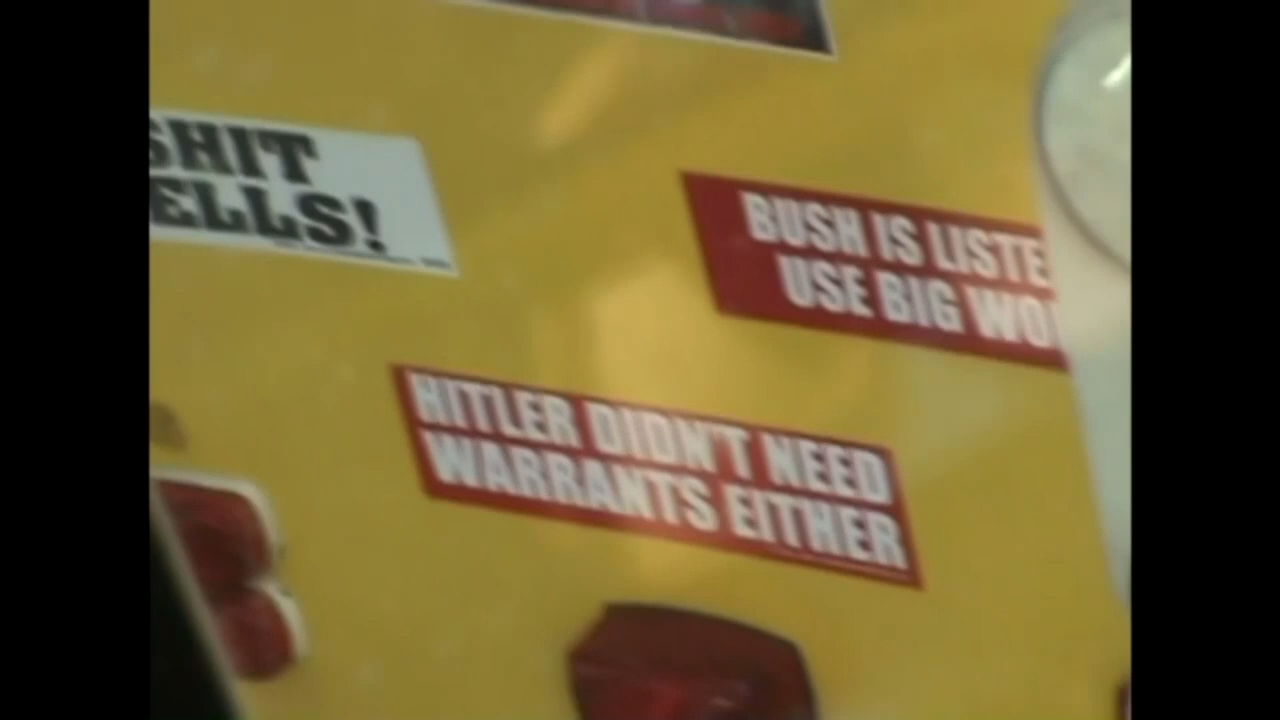 SHIT
ELLS!
BUSH IS LISTE
USE BIG WO
HITLER DIDN'T NEED
WARRANTS EITHER